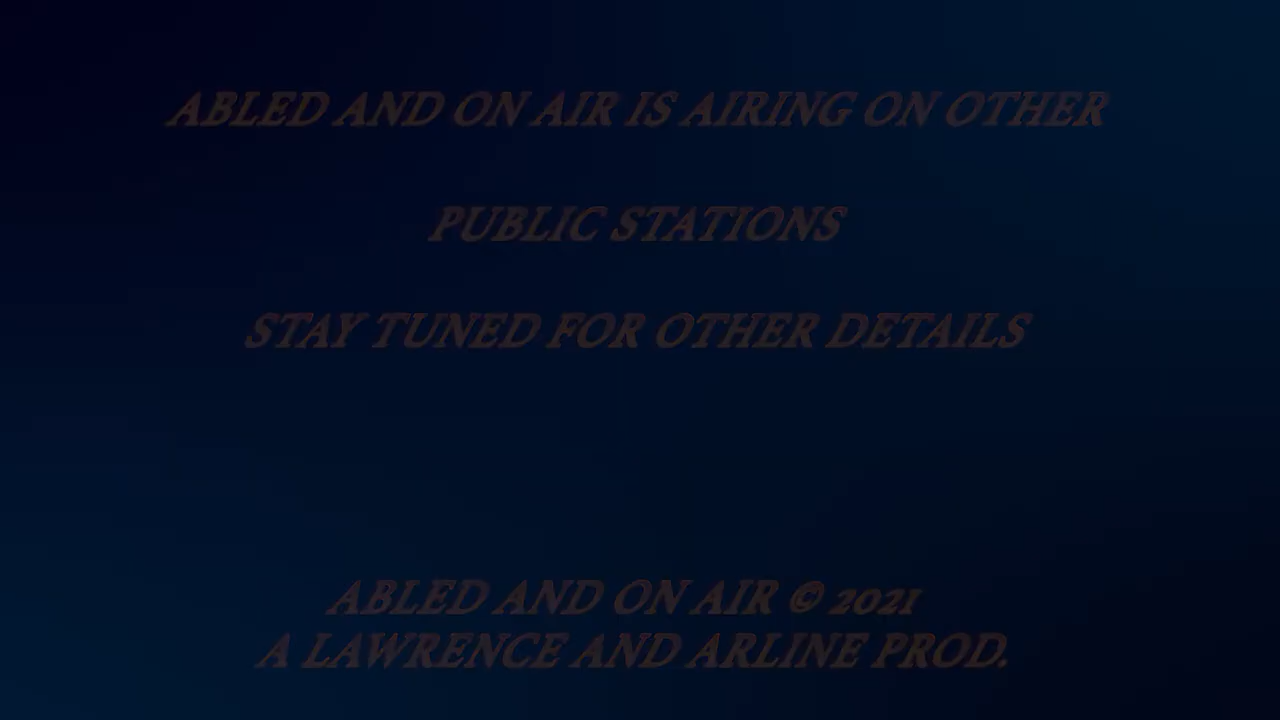 ABLED AND ON AIR IS AIRING ON OTHER
PUBLIC STATIONS
STAY TUNED FOR OTHER DETAILS
ABLED AND ON AIR © 2021
A LAWRENCE AND ARLINE PROD.